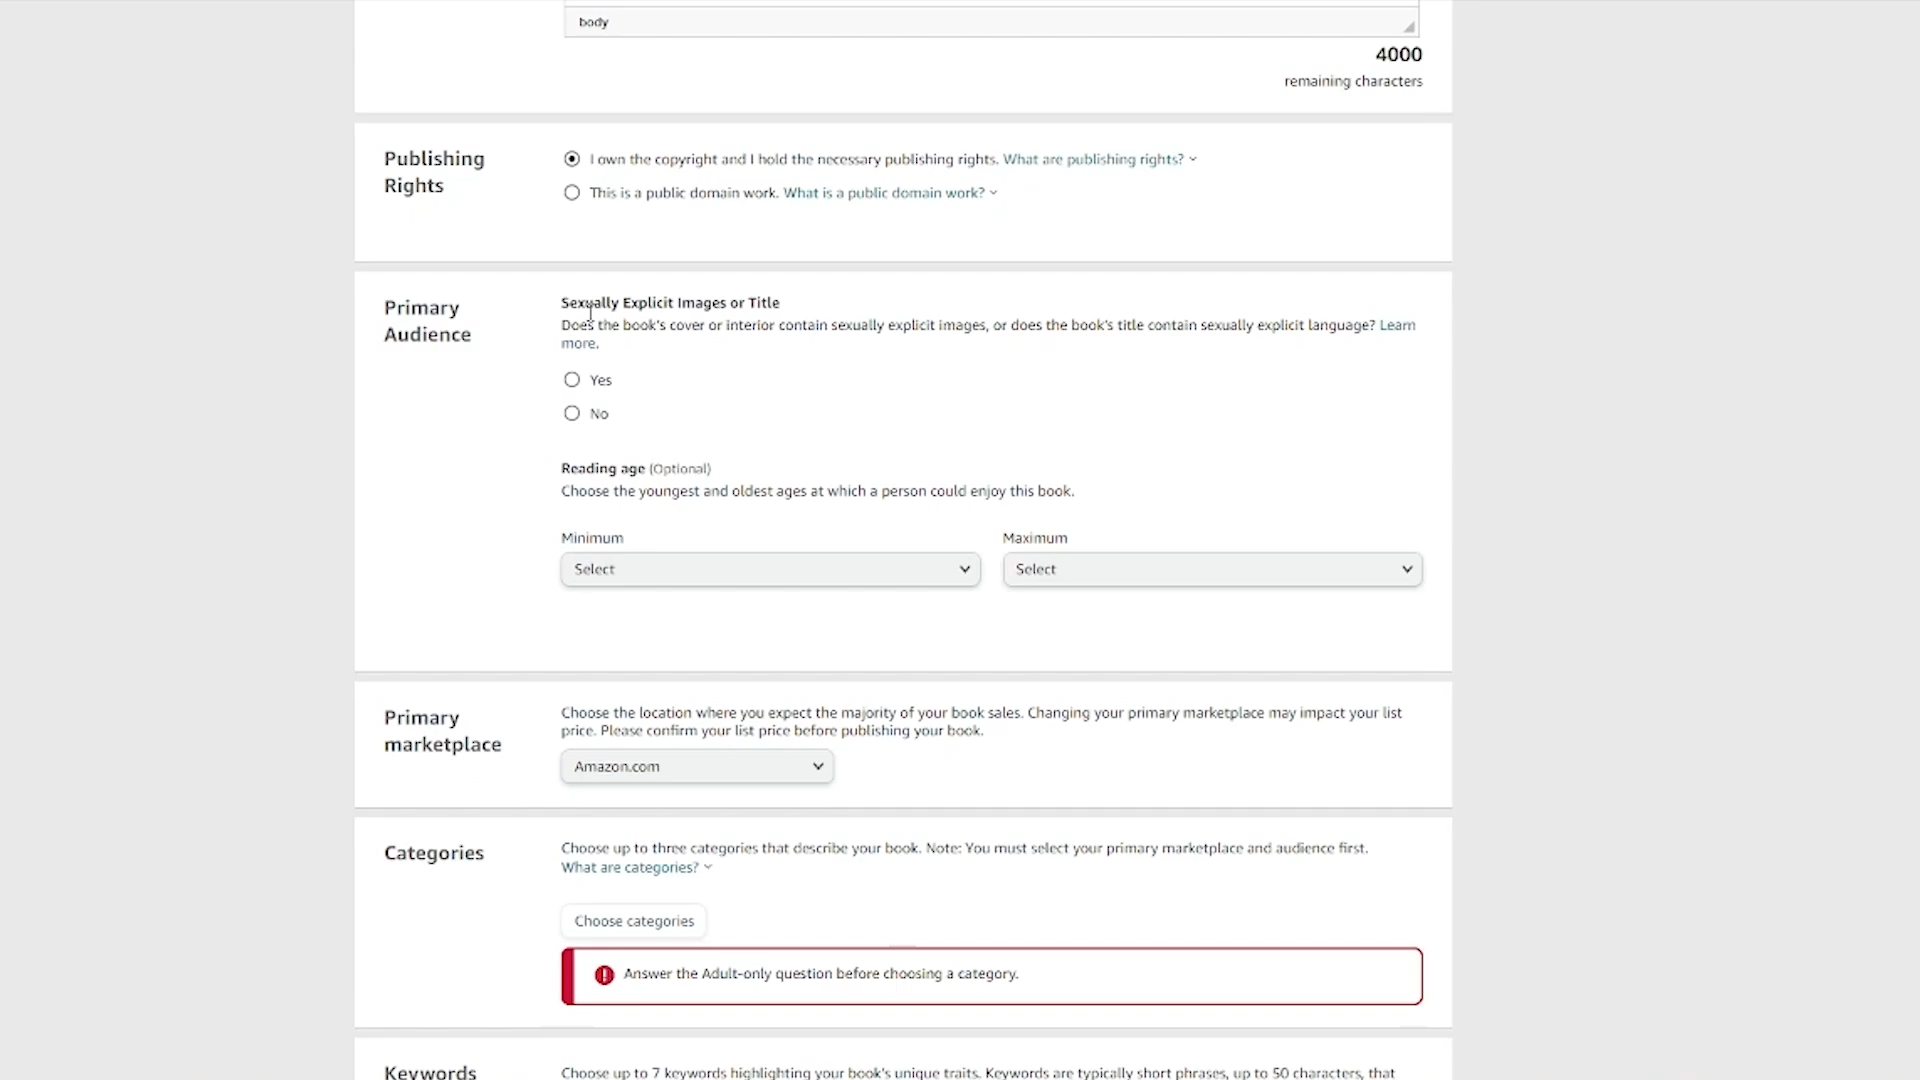 body
4000
remaining characters
Publishing
Rights
I own the copyright and I hold the necessary publishing rights. What are publishing rights?
This is a public domain work. What is a public domain work?
Primary
Audience
Sexually Explicit Images or Title
Does the book's cover or interior contain sexually explicit images, or does the book's title contain sexually explicit language? Learn
more.
Yes
No
Reading age (Optional)
Choose the youngest and oldest ages at which a person could enjoy this book.
Minimum
Maximum
Select
Select
Primary
marketplace
Choose the location where you expect the majority of your book sales. Changing your primary marketplace may impact your list
price. Please confirm your list price before publishing your book.
Amazon.com
Categories
Choose up to three categories that describe your book. Note: You must select your primary marketplace and audience first.
What are categories?
Choose categories
Answer the Adult-only question before choosing a category.
Keywords
Choose up to 7 keywords highlighting your book's unique traits. Keywords are typically short phrases, up to 50 characters, that